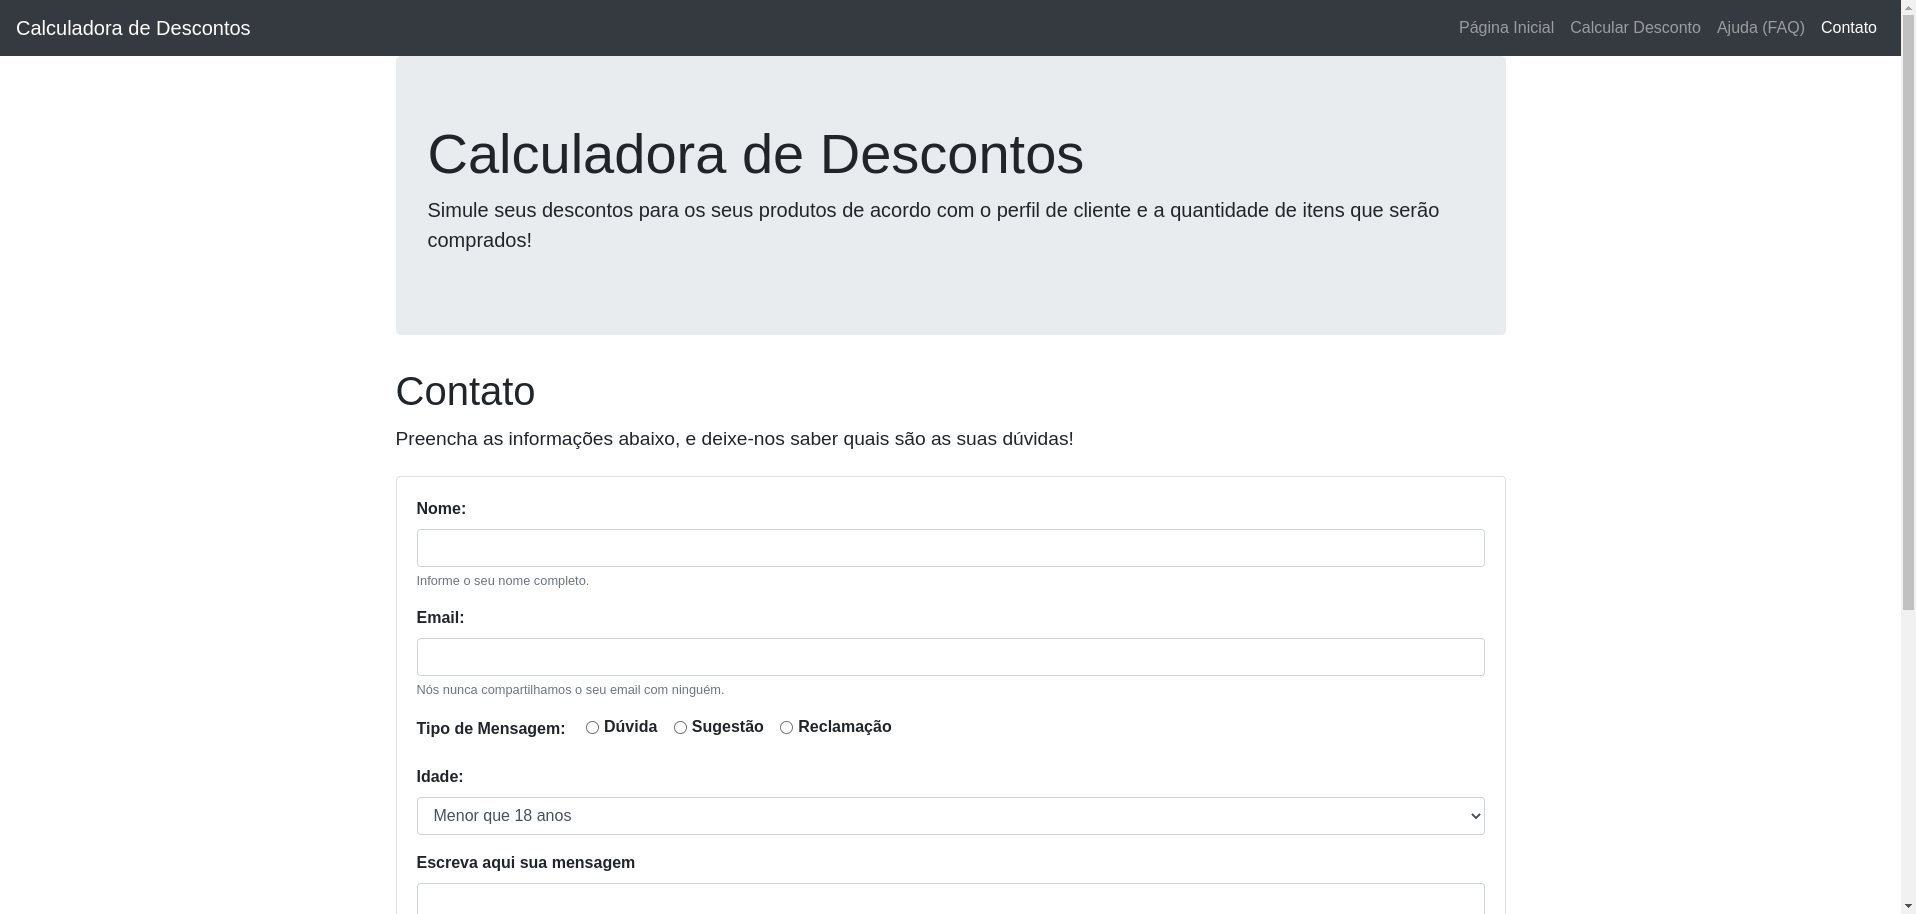 Calculadora de Descontos
Página Inicial Calcular Desconto Ajuda (FAQ) Contato
Calculadora de Descontos
Simule seus descontos para os seus produtos de acordo com o perfil de cliente e a quantidade de itens que serão
comprados!
Contato
Preencha as informações abaixo, e deixe-nos saber quais são as suas dúvidas!
Nome:
Informe o seu nome completo.
Email:
Nós nunca compartilhamos o seu email com ninguém.
Tipo de Mensagem: Dúvida Sugestão Reclamação
Idade:
Menor que 18 anos
Escreva aqui sua mensagem